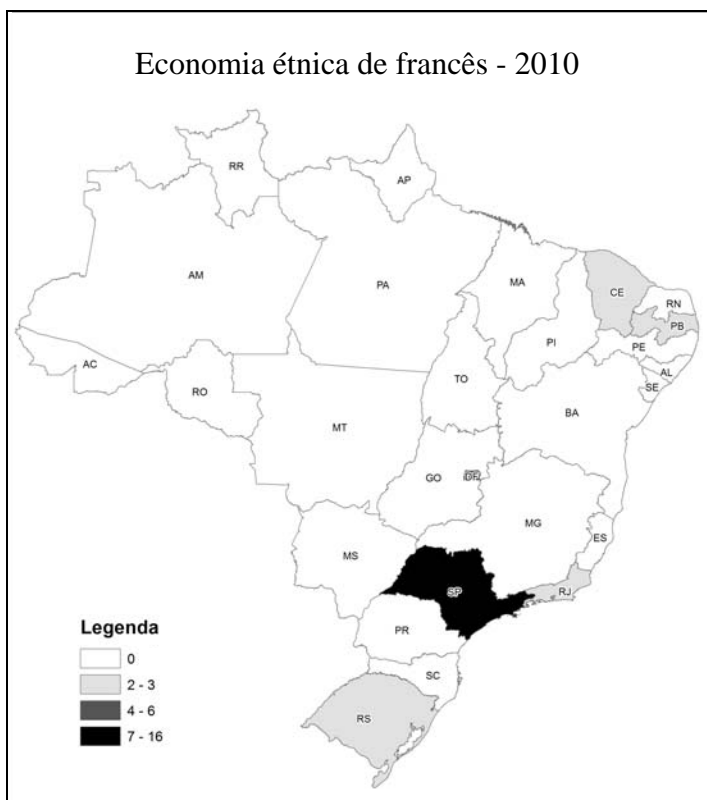 Economia étnica de francês - 2010
RR
AP
AM
PA
MA
CE
RN
PB
PI
PE
AL
SE
AC
RO
TO
BA
MT
GO
DF
MG
ES
MS
SP
RJ
PR
SC
RS
Legenda
0
2 - 3
4 - 6
7 - 16